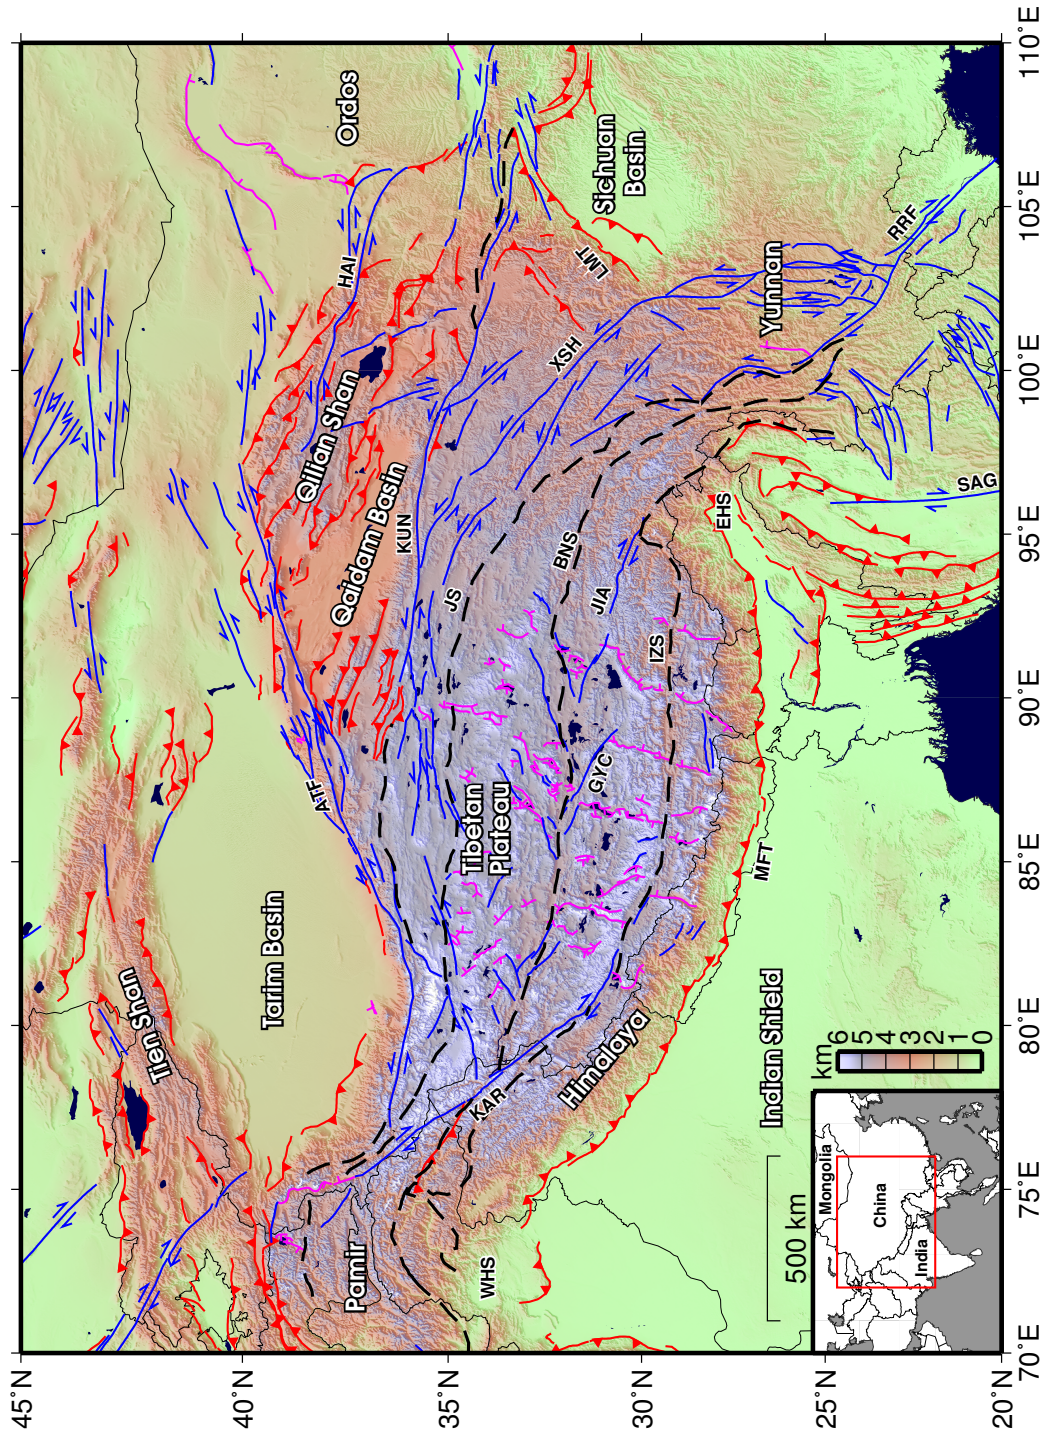 45°N
40°N
35°N
30°N
25°N
20°N
70°E
75°E
80°E
85°E
90°E
95°E
100°E
105°E
110°E
Tien Shan
Tarim Basin
Pamir
WHS
KAR
Himalaya
Indian Shield
MFT
ATF
Tibetan
Plateau
GYC
IZS
JIA
BNS
JS
KUN
Qaidam Basin
Qilian Shan
HAI
Ordos
Sichuan
Basin
LMT
XSH
Yunnan
RRF
EHS
SAG
500 km
km
6
5
4
3
2
1
0
Mongolia
China
India